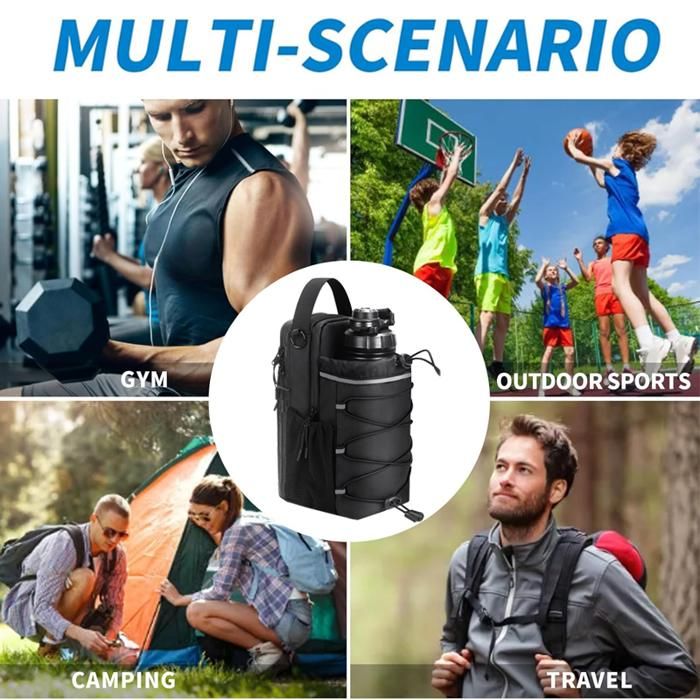 MULTI-SCENARIO
GYM
OUTDOOR SPORTS
CAMPING
TRAVEL